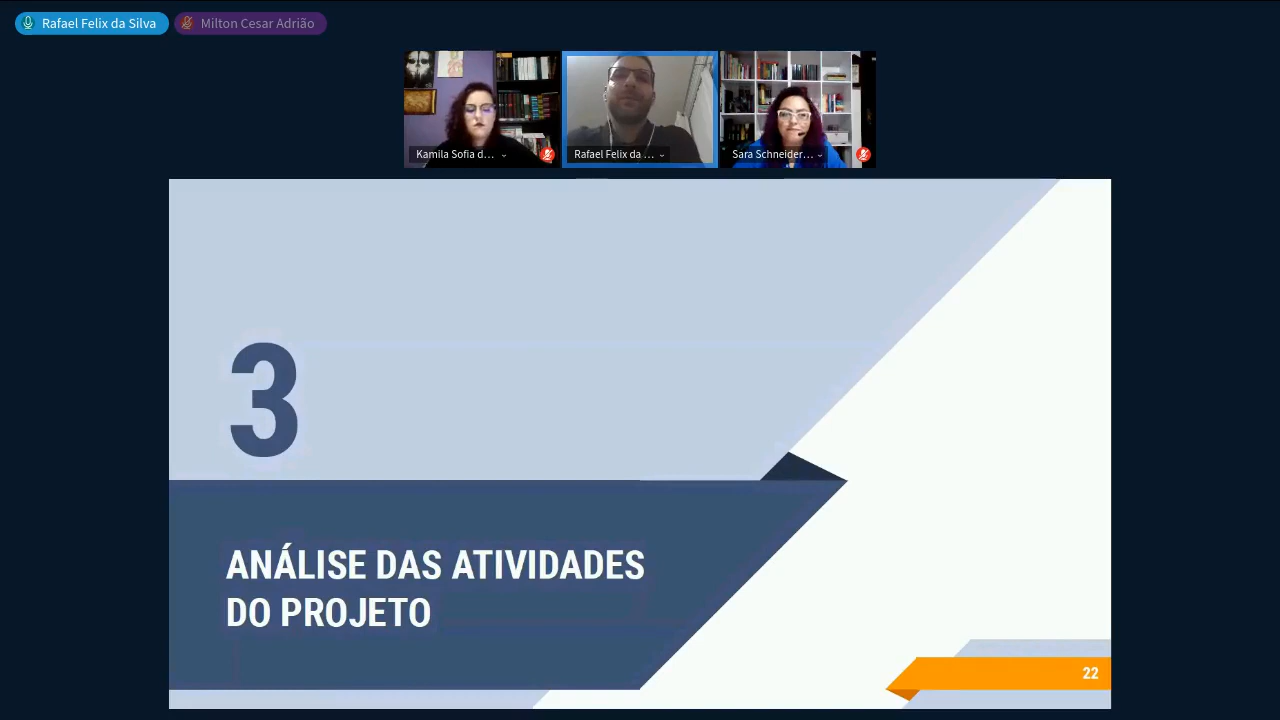 Rafael Felix da Silva
Milton Cesar Adrião
Kamila Sofia d...
Rafael Felix da ...
Sara Schneider...
3
ANÁLISE DAS ATIVIDADES
DO PROJETO
22